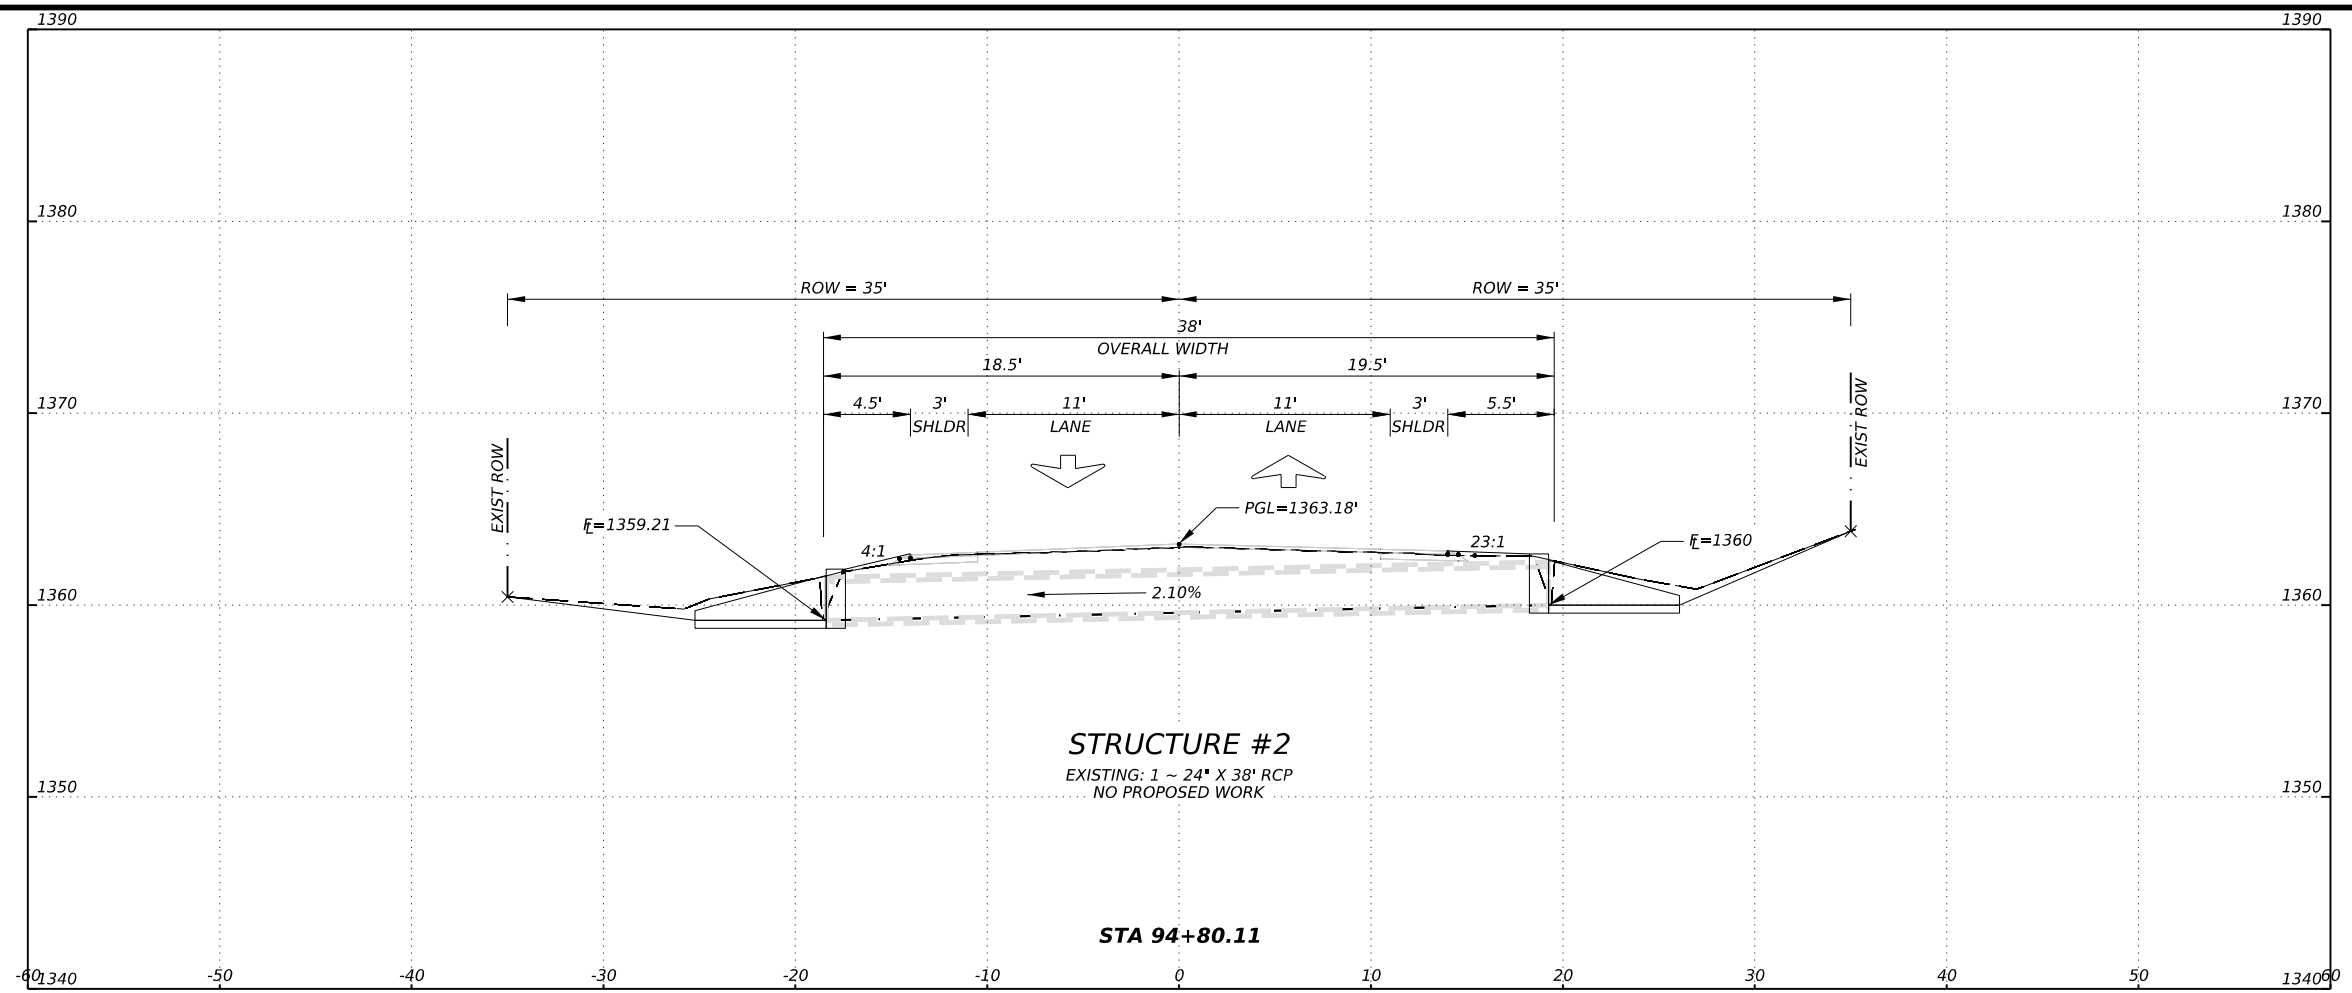 1390 1390
1380 1380
ROW = 35' ROW = 35'
38'
OVERALL WIDTH
18.5' 19.5'
4.5' 3' 11' 11' 3' 5.5'
1370 1370
SHLDR LANE LANE SHLDR
EXIST ROW EXIST ROW
PGL=1363.18'
FL=1359.21 FL=1360
4:1 23:1
2.10%
1360 1360
STRUCTURE #2
EXISTING: 1 ~ 24" X 38' RCP
NO PROPOSED WORK
1350 1350
STA 94+80.11
1340 1340
-60 -50 -40 -30 -20 -10 0 10 20 30 40 50 60